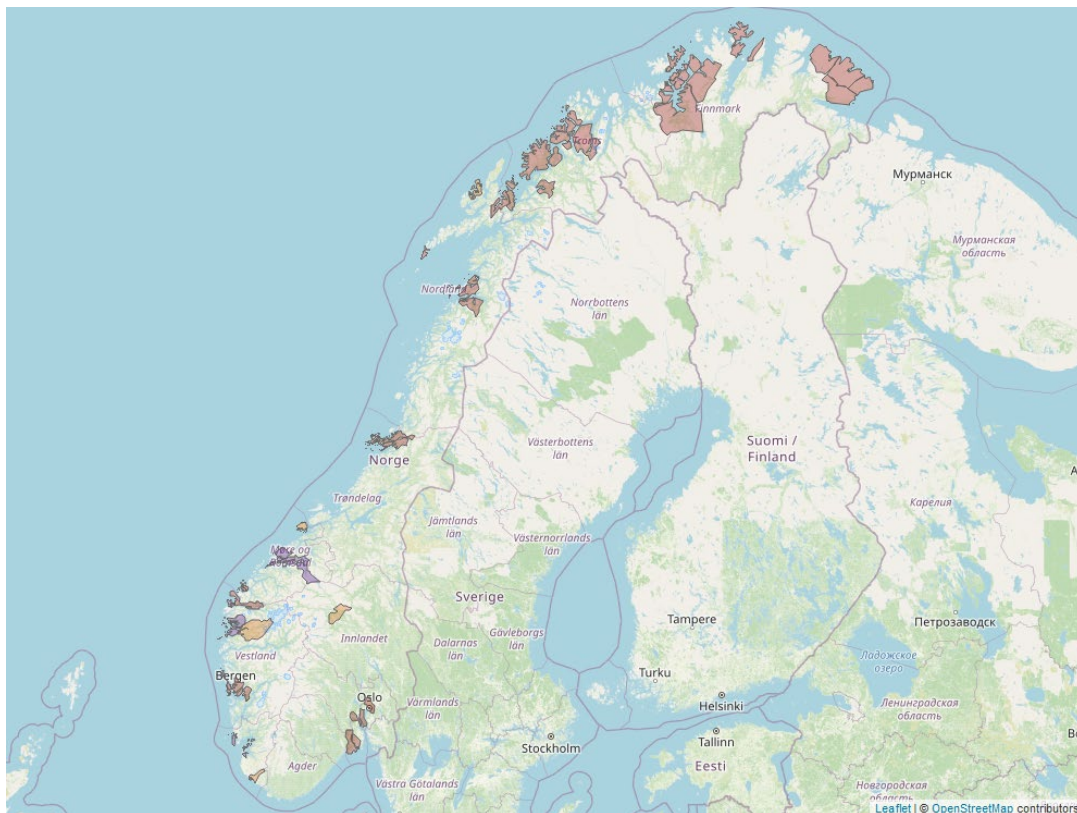 Finnmark
Troms
Мурманск
Мурманская
область
Nordland
Norrbottens
län
Norge
Västerbottens
län
Suomi /
Finland
Trøndelag
Jämtlands
län
Västernorrlands
län
Карелия
Møre og
Romsdal
Sverige
Tampere
Петрозаводск
Innlandet
Dalarnas
län
Gävleborgs
län
Vestland
Ладожское
озеро
Turku
Bergen
Oslo
Värmlands
län
Helsinki
Ленинградская
область
Stockholm
Tallinn
Agder
Eesti
Västra Götalands
län
Новгородская
область
Leaflet | © OpenStreetMap contributors